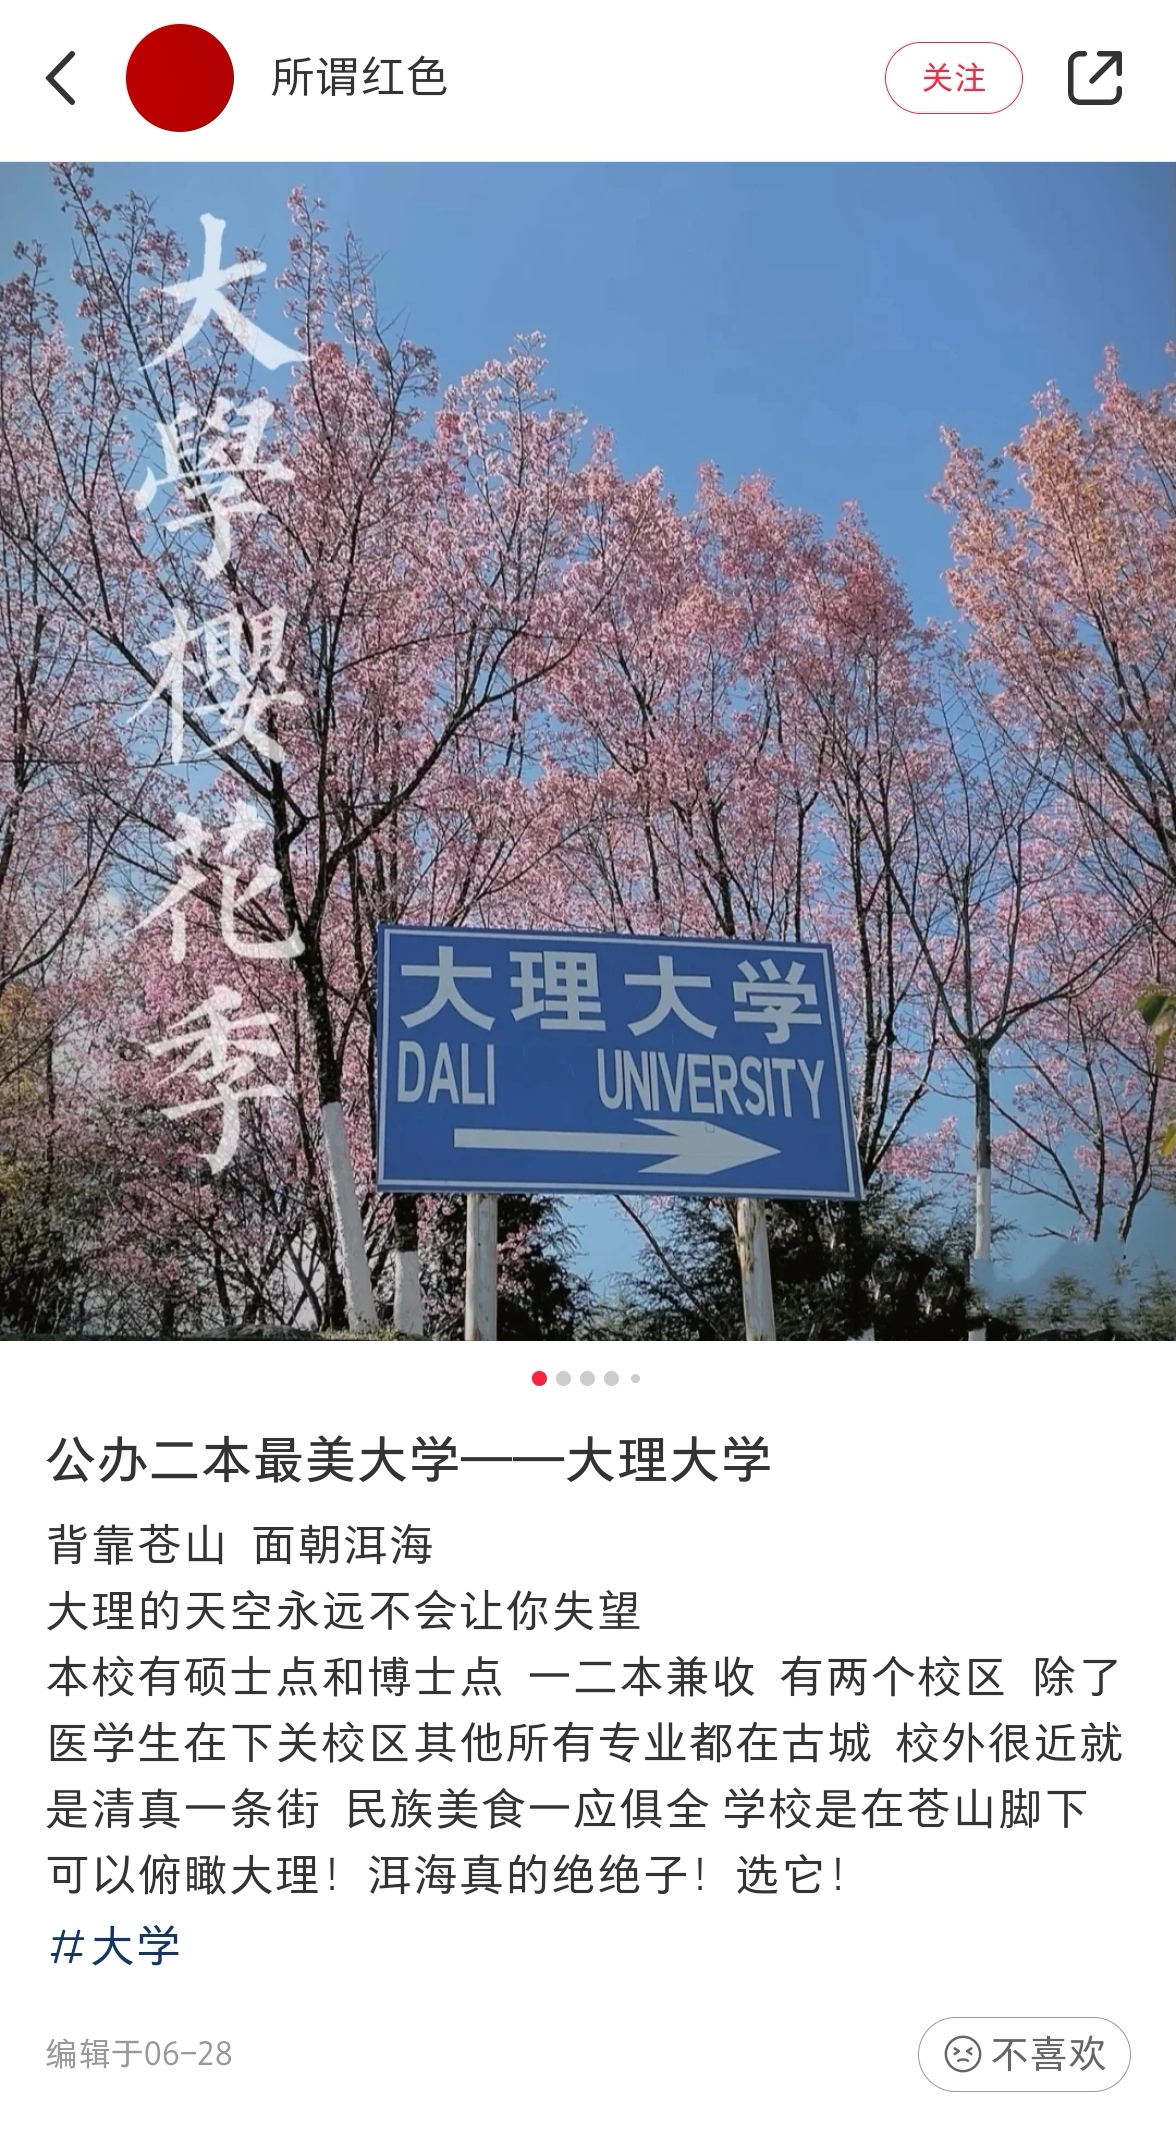 所谓红色
关注
大學櫻花季
大理大学
DALI UNIVERSITY
公办二本最美大学——大理大学
背靠苍山 面朝洱海
大理的天空永远不会让你失望
本校有硕士点和博士点 一二本兼收 有两个校区 除了
医学生在下关校区其他所有专业都在古城 校外很近就
是清真一条街 民族美食一应俱全 学校是在苍山脚下
可以俯瞰大理！洱海真的绝绝子！选它！
#大学
编辑于06-28
不喜欢